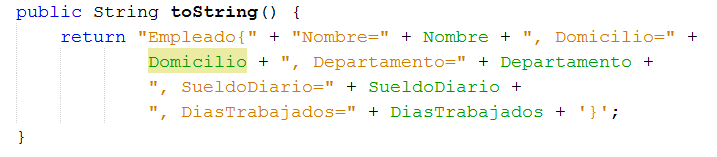 public String toString() {
return "Empleado{" + "Nombre=" + Nombre + ", Domicilio=" +
Domicilio + ", Departamento=" + Departamento +
", SueldoDiario=" + SueldoDiario +
", DiasTrabajados=" + DiasTrabajados + '}';
}